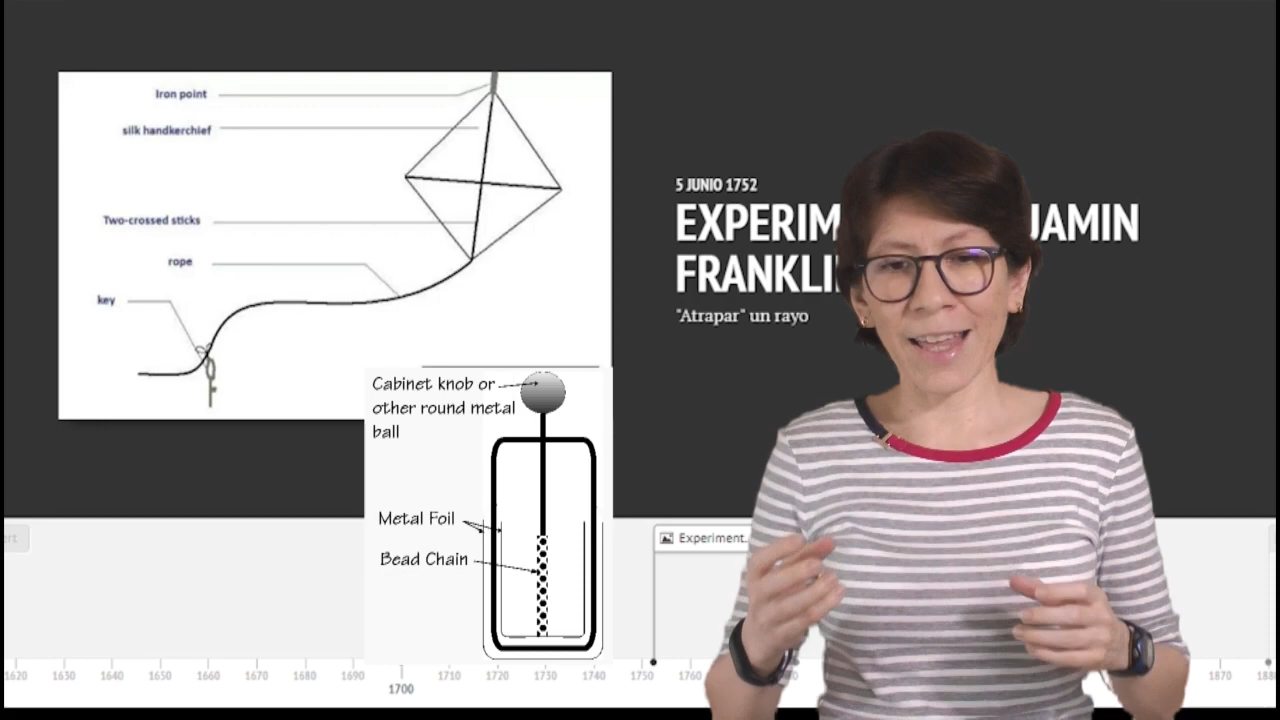 Iron point
silk handkerchief
Two-crossed sticks
rope
key
5 JUNIO 1752
EXPERIM JAMIN
FRANKLI
"Atrapar" un rayo
Cabinet knob or
other round metal
ball
Metal Foil
Bead Chain
ert
Experiment.
1620 1630 1640 1650 1660 1670 1680 1690 1700 1710 1720 1730 1740 1750 1760 1870